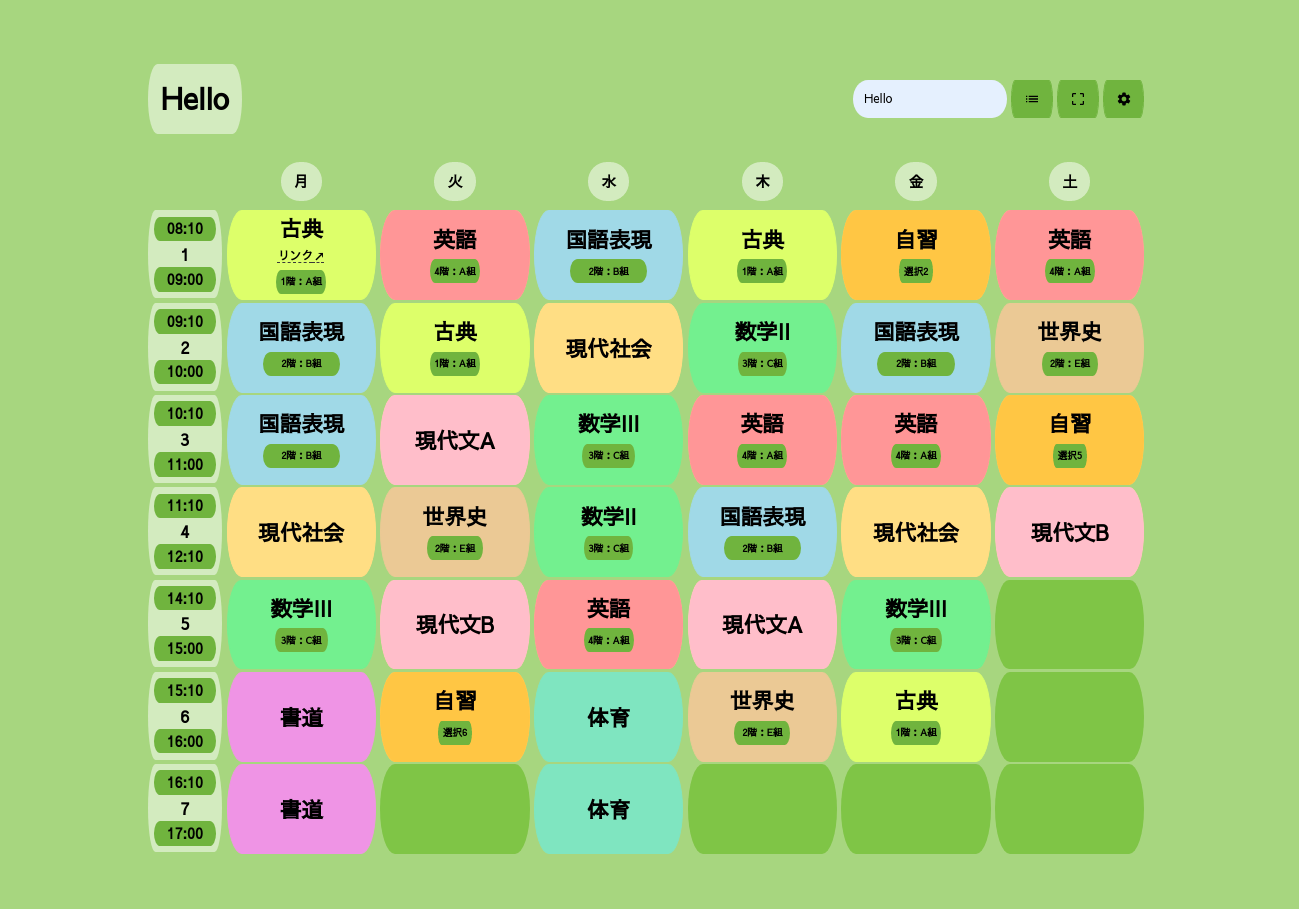 Hello
Hello
月 火 水 木 金 土
08:10
1
09:00
古典
リンク↗
1階：A組
英語
4階：A組
国語表現
2階：B組
古典
1階：A組
自習
選択2
英語
4階：A組
09:10
2
10:00
国語表現
2階：B組
古典
1階：A組
現代社会
数学II
3階：C組
国語表現
2階：B組
世界史
2階：E組
10:10
3
11:00
国語表現
2階：B組
現代文A
数学III
3階：C組
英語
4階：A組
英語
4階：A組
自習
選択5
11:10
4
12:10
現代社会
世界史
2階：E組
数学II
3階：C組
国語表現
2階：B組
現代社会
現代文B
14:10
5
15:00
数学III
3階：C組
現代文B
英語
4階：A組
現代文A
数学III
3階：C組
15:10
6
16:00
書道
自習
選択6
体育
世界史
2階：E組
古典
1階：A組
16:10
7
17:00
書道
体育